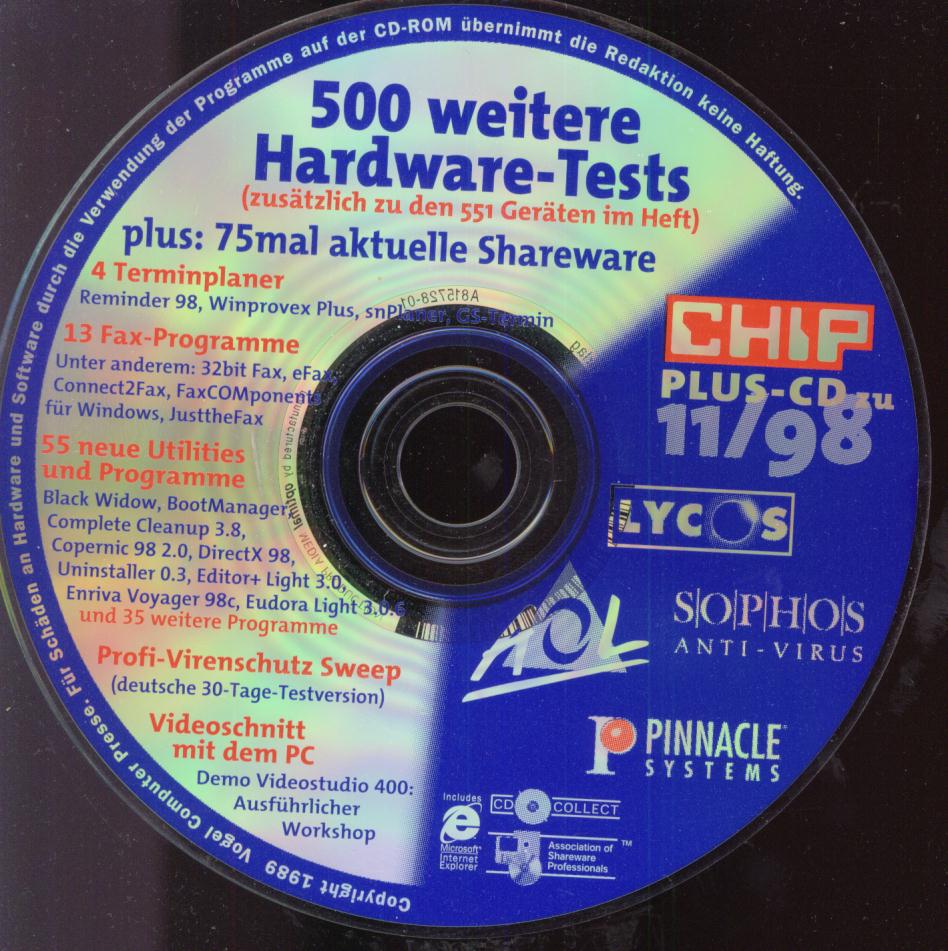 Für Schäden an Hardware und Software durch die Verwendung der Programme auf der CD-ROM übernimmt die Redaktion keine Haftung.
500 weitere
Hardware-Tests
(zusätzlich zu den 551 Geräten im Heft)
plus: 75mal aktuelle Shareware
4 Terminplaner
Reminder 98, Winprovex Plus, snPlaner, GS-Termin
13 Fax-Programme
Unter anderem: 32bit Fax, eFax,
Connect2Fax, FaxCOMponents
für Windows, JusttheFax
55 neue Utilities
und Programme
Black Widow, BootManager,
Complete Cleanup 3.8,
Copernic 98 2.0, DirectX 98,
Uninstaller 0.3, Editor+ Light 3.0,
Enriva Voyager 98c, Eudora Light 3.0.6
und 35 weitere Programme
Profi-Virenschutz Sweep
(deutsche 30-Tage-Testversion)
Videoschnitt
mit dem PC
Demo Videostudio 400:
Ausführlicher
Workshop
CHIP
PLUS-CD zu
11/98
LYCOS
AOL
SOPHOS
ANTI-VIRUS
PINNACLE
SYSTEMS
Includes
Microsoft
Internet
Explorer
CD COLLECT
Association of
Shareware
Professionals
TM
Copyright 1989 Vogel Computer Presse.
A815728-01